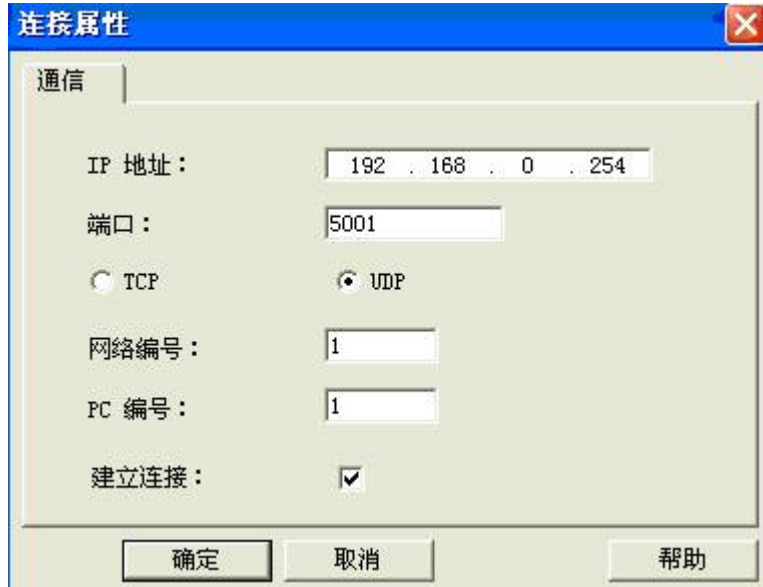 连接属性
通信
IP 地址：
192 . 168 . 0 . 254
端口：
5001
TCP
UDP
网络编号：
1
PC 编号：
1
建立连接：
确定
取消
帮助